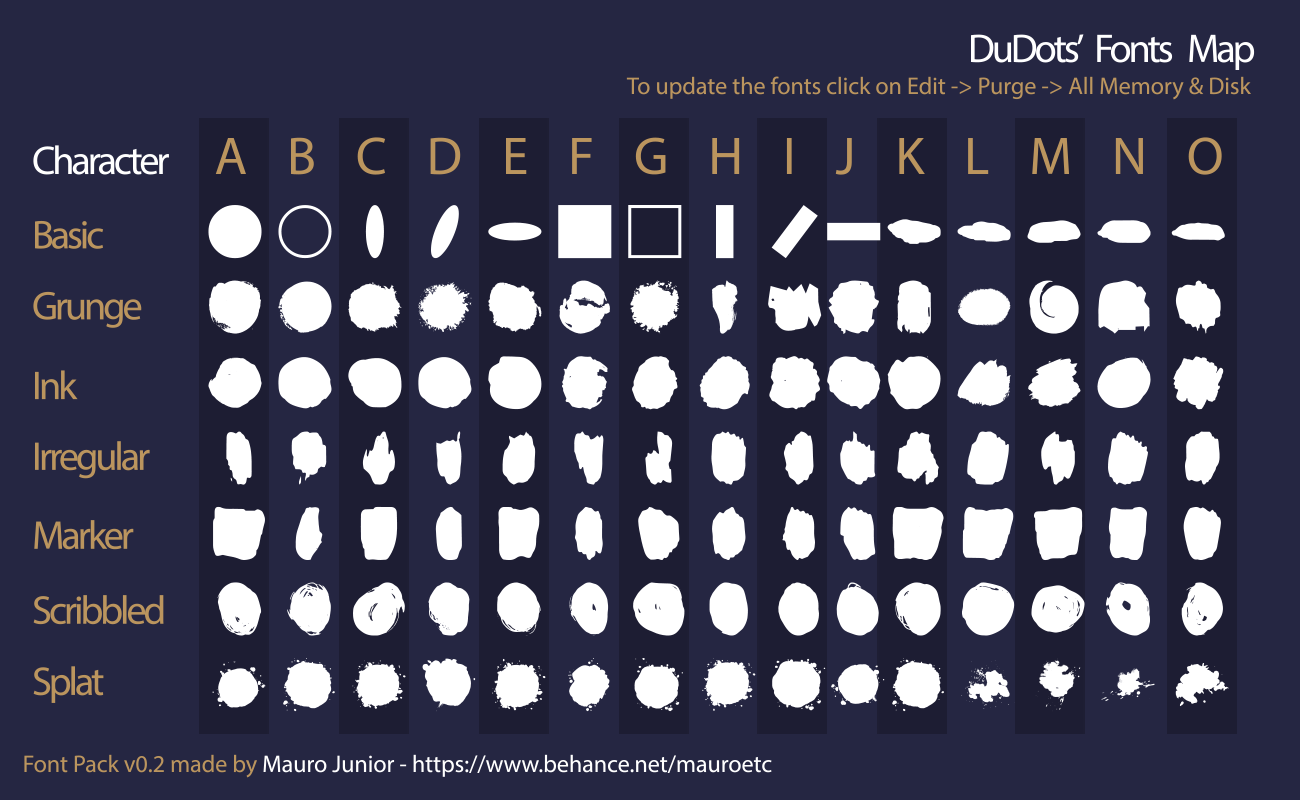 DuDots’ Fonts Map
To update the fonts click on Edit -> Purge -> All Memory & Disk
Character A B C D E F G H I J K L M N O
Basic
Grunge
Ink
Irregular
Marker
Scribbled
Splat
Font Pack v0.2 made by Mauro Junior - https://www.behance.net/mauroetc